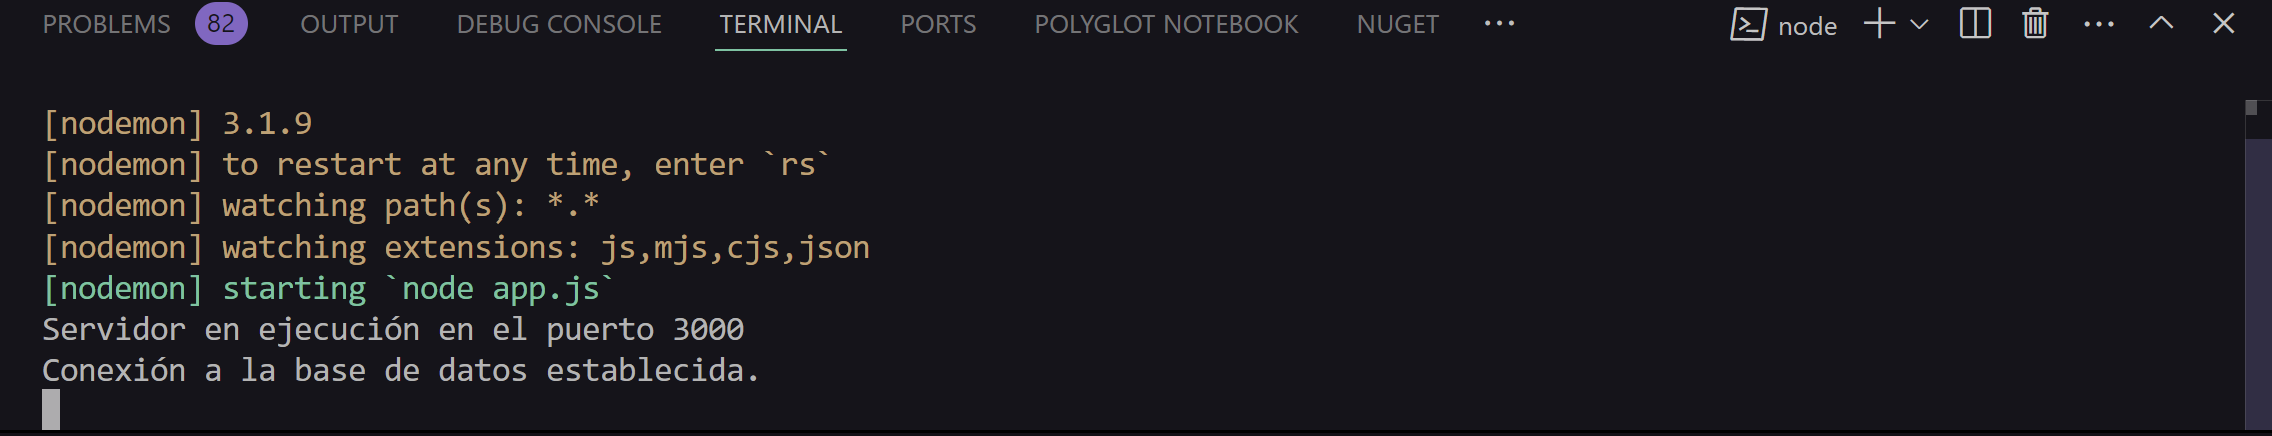 PROBLEMS 82 OUTPUT DEBUG CONSOLE TERMINAL PORTS POLYGLOT NOTEBOOK NUGET ··· node
[nodemon] 3.1.9
[nodemon] to restart at any time, enter `rs`
[nodemon] watching path(s): *.*
[nodemon] watching extensions: js,mjs,cjs,json
[nodemon] starting `node app.js`
Servidor en ejecución en el puerto 3000
Conexión a la base de datos establecida.